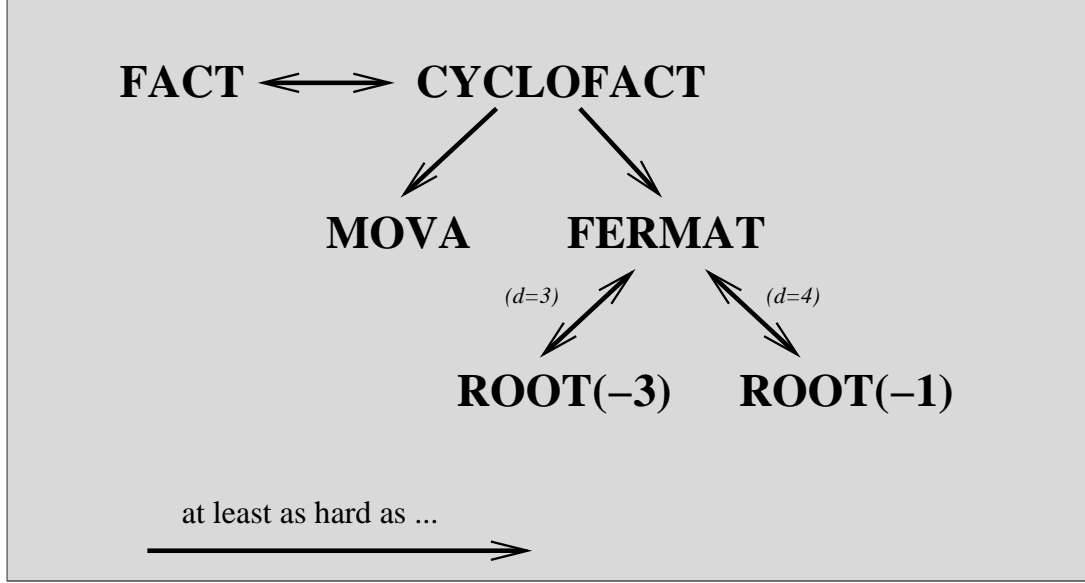 FACT CYCLOFACT
MOVA FERMAT
(d=3) (d=4)
ROOT(−3) ROOT(−1)
at least as hard as ...